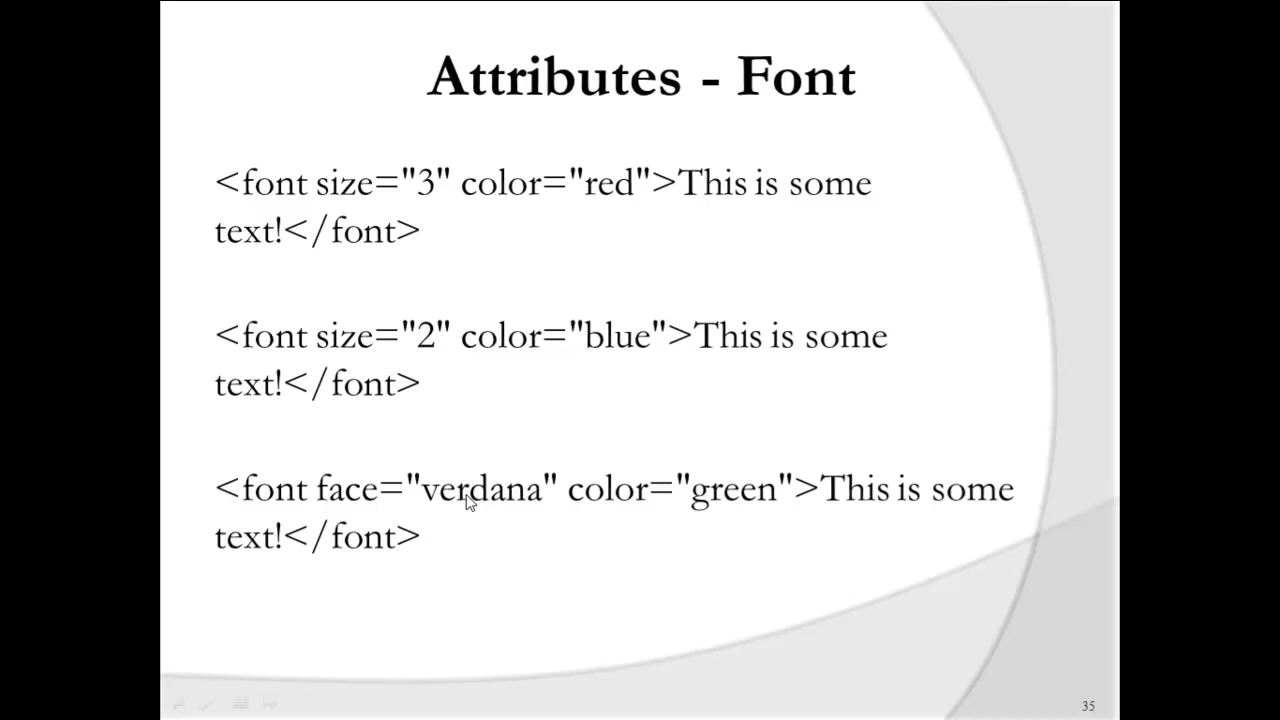 Attributes - Font
<font size="3" color="red">This is some
text!</font>
<font size="2" color="blue">This is some
text!</font>
<font face="verdana" color="green">This is some
text!</font>
35